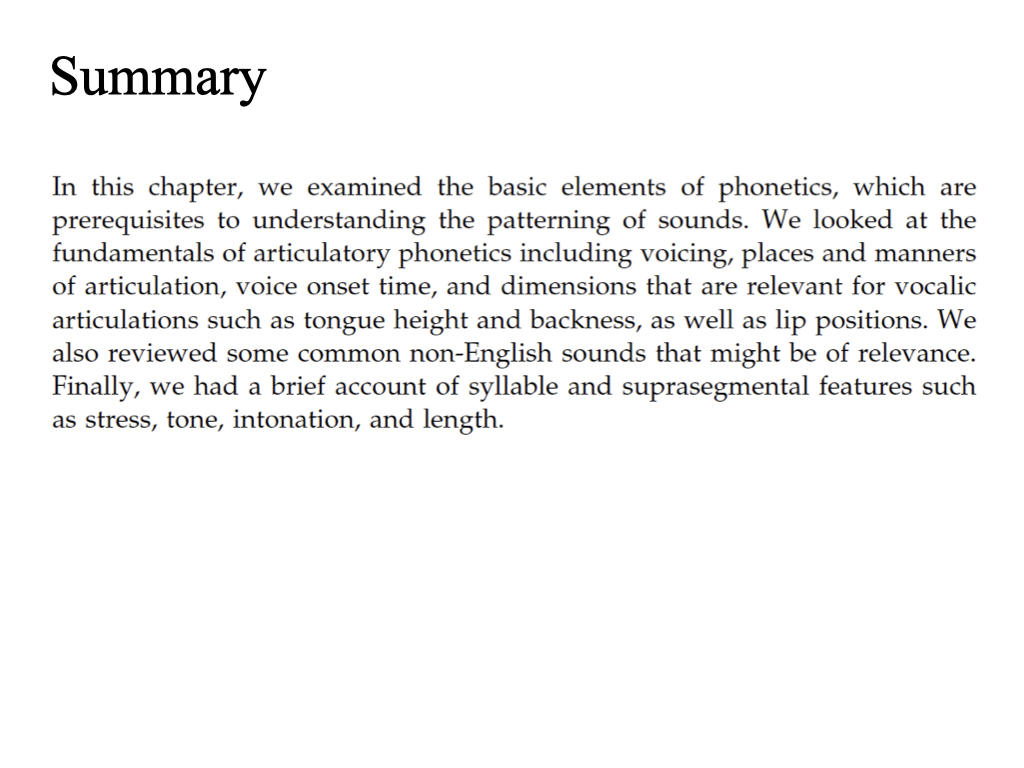 Summary
In this chapter, we examined the basic elements of phonetics, which are
prerequisites to understanding the patterning of sounds. We looked at the
fundamentals of articulatory phonetics including voicing, places and manners
of articulation, voice onset time, and dimensions that are relevant for vocalic
articulations such as tongue height and backness, as well as lip positions. We
also reviewed some common non-English sounds that might be of relevance.
Finally, we had a brief account of syllable and suprasegmental features such
as stress, tone, intonation, and length.